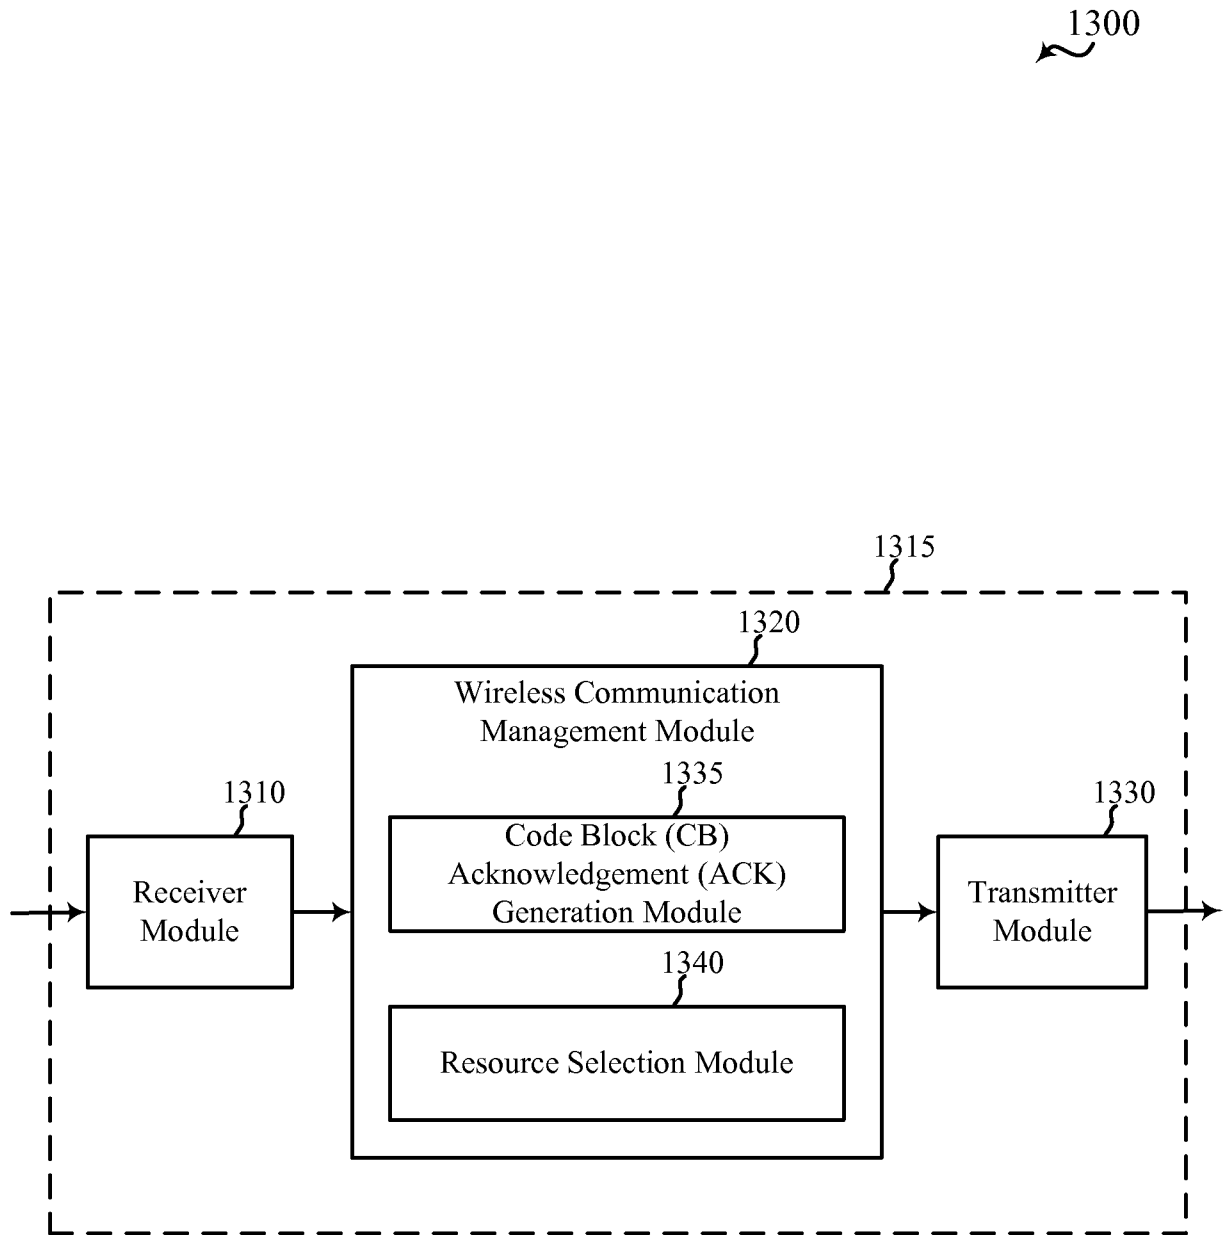 1300
1315
1320
Wireless Communication
Management Module
1335
1310
1330
Code Block (CB)
Acknowledgement (ACK)
Generation Module
Receiver
Module
Transmitter
Module
1340
Resource Selection Module